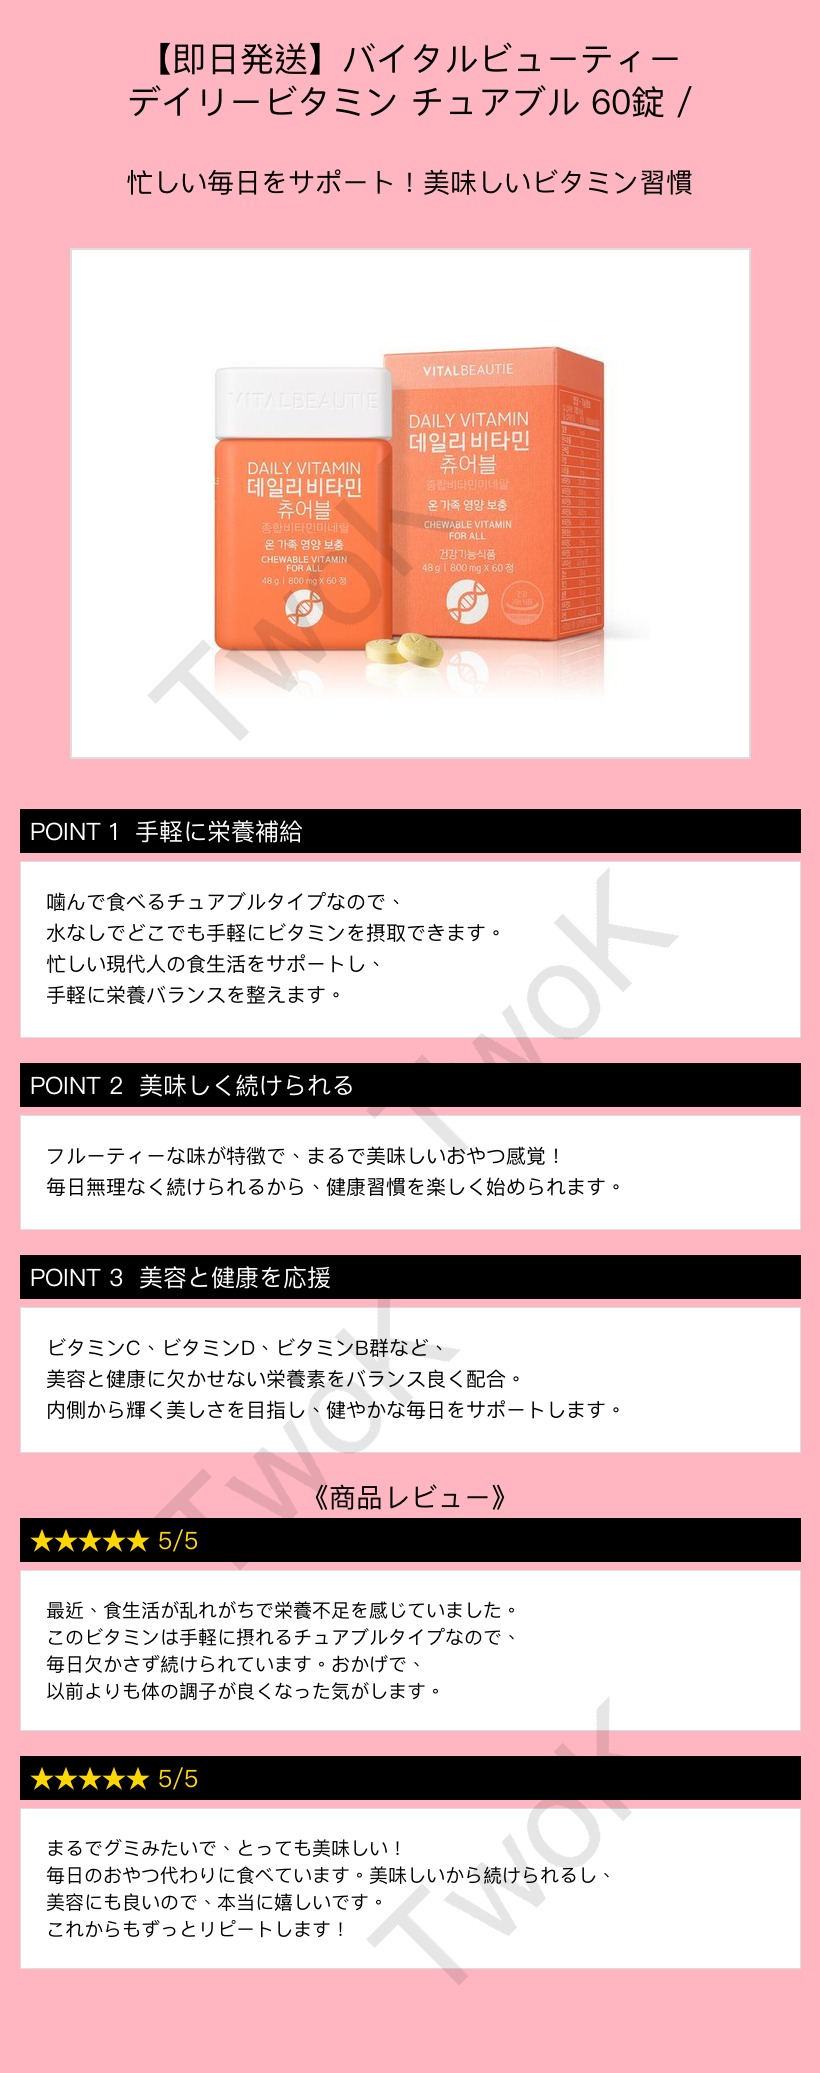 【即日発送】バイタルビューティー
デイリービタミン チュアブル 60錠 /
忙しい毎日をサポート！美味しいビタミン習慣
VITALBEAUTIE
DAILY VITAMIN
데일리비타민
츄어블
종합비타민미네랄
온 가족 영양 보충
CHEWABLE VITAMIN
FOR ALL
48 g | 800 mg X 60 정
VITALBEAUTIE
DAILY VITAMIN
데일리비타민
츄어블
종합비타민미네랄
온 가족 영양 보충
CHEWABLE VITAMIN
FOR ALL
건강기능식품
48 g | 800 mg X 60 정
TwoK
POINT 1 手軽に栄養補給
噛んで食べるチュアブルタイプなので、
水なしでどこでも手軽にビタミンを摂取できます。
忙しい現代人の食生活をサポートし、
手軽に栄養バランスを整えます。
TwoK
POINT 2 美味しく続けられる
フルーティーな味が特徴で、まるで美味しいおやつ感覚！
毎日無理なく続けられるから、健康習慣を楽しく始められます。
POINT 3 美容と健康を応援
ビタミンC、ビタミンD、ビタミンB群など、
美容と健康に欠かせない栄養素をバランス良く配合。
内側から輝く美しさを目指し、健やかな毎日をサポートします。
TwoK
《商品レビュー》
★★★★★ 5/5
最近、食生活が乱れがちで栄養不足を感じていました。
このビタミンは手軽に摂れるチュアブルタイプなので、
毎日欠かさず続けられています。おかげで、
以前よりも体の調子が良くなった気がします。
★★★★★ 5/5
まるでグミみたいで、とっても美味しい！
毎日のおやつ代わりに食べています。美味しいから続けられるし、
美容にも良いので、本当に嬉しいです。
これからもずっとリピートします！
TwoK